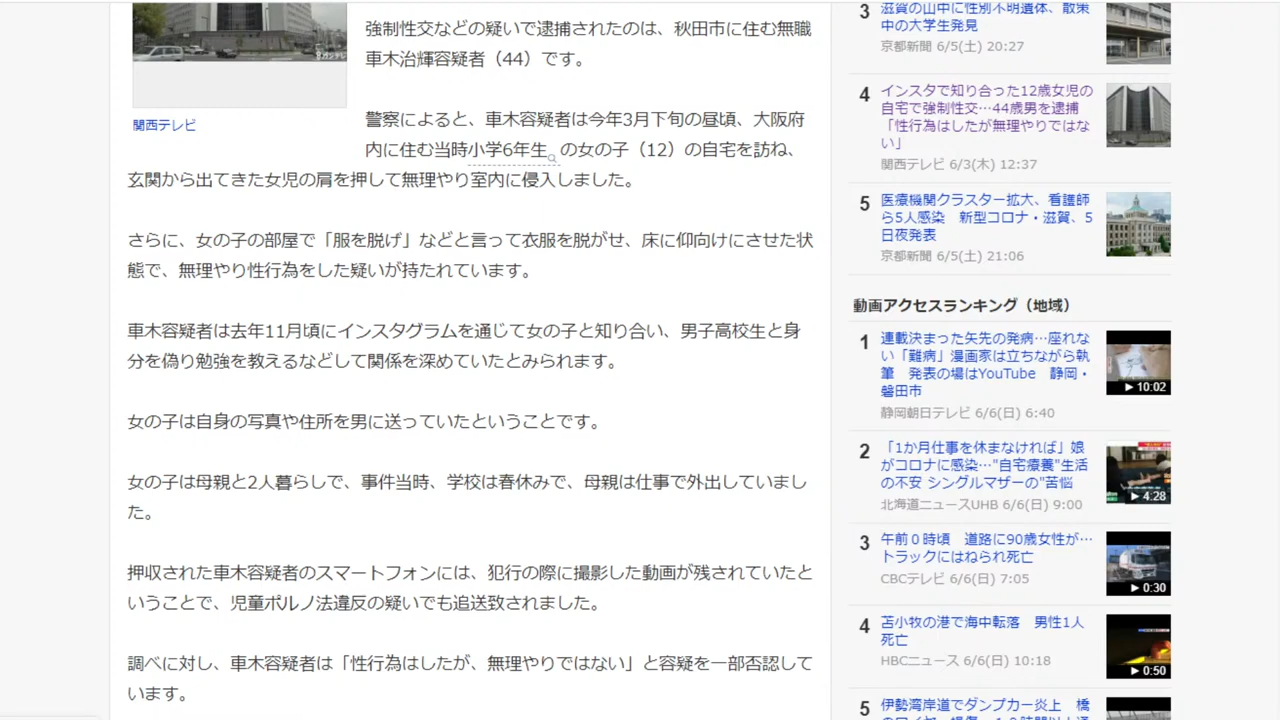 強制性交などの疑いで逮捕されたのは、秋田市に住む無職
車木治輝容疑者（44）です。
関西テレビ
警察によると、車木容疑者は今年3月下旬の昼頃、大阪府
内に住む当時小学6年生の女の子（12）の自宅を訪ね、
玄関から出てきた女児の肩を押して無理やり室内に侵入しました。
さらに、女の子の部屋で「服を脱げ」などと言って衣服を脱がせ、床に仰向けにさせた状
態で、無理やり性行為をした疑いが持たれています。
車木容疑者は去年11月頃にインスタグラムを通じて女の子と知り合い、男子高校生と身
分を偽り勉強を教えるなどして関係を深めていたとみられます。
女の子は自身の写真や住所を男に送っていたということです。
女の子は母親と2人暮らしで、事件当時、学校は春休みで、母親は仕事で外出していまし
た。
押収された車木容疑者のスマートフォンには、犯行の際に撮影した動画が残されていたと
いうことで、児童ポルノ法違反の疑いでも追送致されました。
調べに対し、車木容疑者は「性行為はしたが、無理やりではない」と容疑を一部否認して
います。
3
滋賀の山中に性別不明遺体、散策
中の大学生発見
京都新聞 6/5(土) 20:27
4
インスタで知り合った12歳女児の
自宅で強制性交…44歳男を逮捕
「性行為はしたが無理やりではな
い」
関西テレビ 6/3(木) 12:37
5
医療機関クラスター拡大、看護師
ら5人感染　新型コロナ・滋賀、5
日夜発表
京都新聞 6/5(土) 21:06
動画アクセスランキング（地域）
1
連載決まった矢先の発病…座れな
い「難病」漫画家は立ちながら執
筆　発表の場はYouTube　静岡・
磐田市
静岡朝日テレビ 6/6(日) 6:40
10:02
2
「1か月仕事を休まなければ」娘
がコロナに感染…"自宅療養"生活
の不安 シングルマザーの"苦悩
北海道ニュースUHB 6/6(日) 9:00
4:28
3
午前０時頃　道路に90歳女性が…
トラックにはねられ死亡
CBCテレビ 6/6(日) 7:05
0:30
4
苫小牧の港で海中転落　男性1人
死亡
HBCニュース 6/6(日) 10:18
0:50
5
伊勢湾岸道でダンプカー炎上　橋